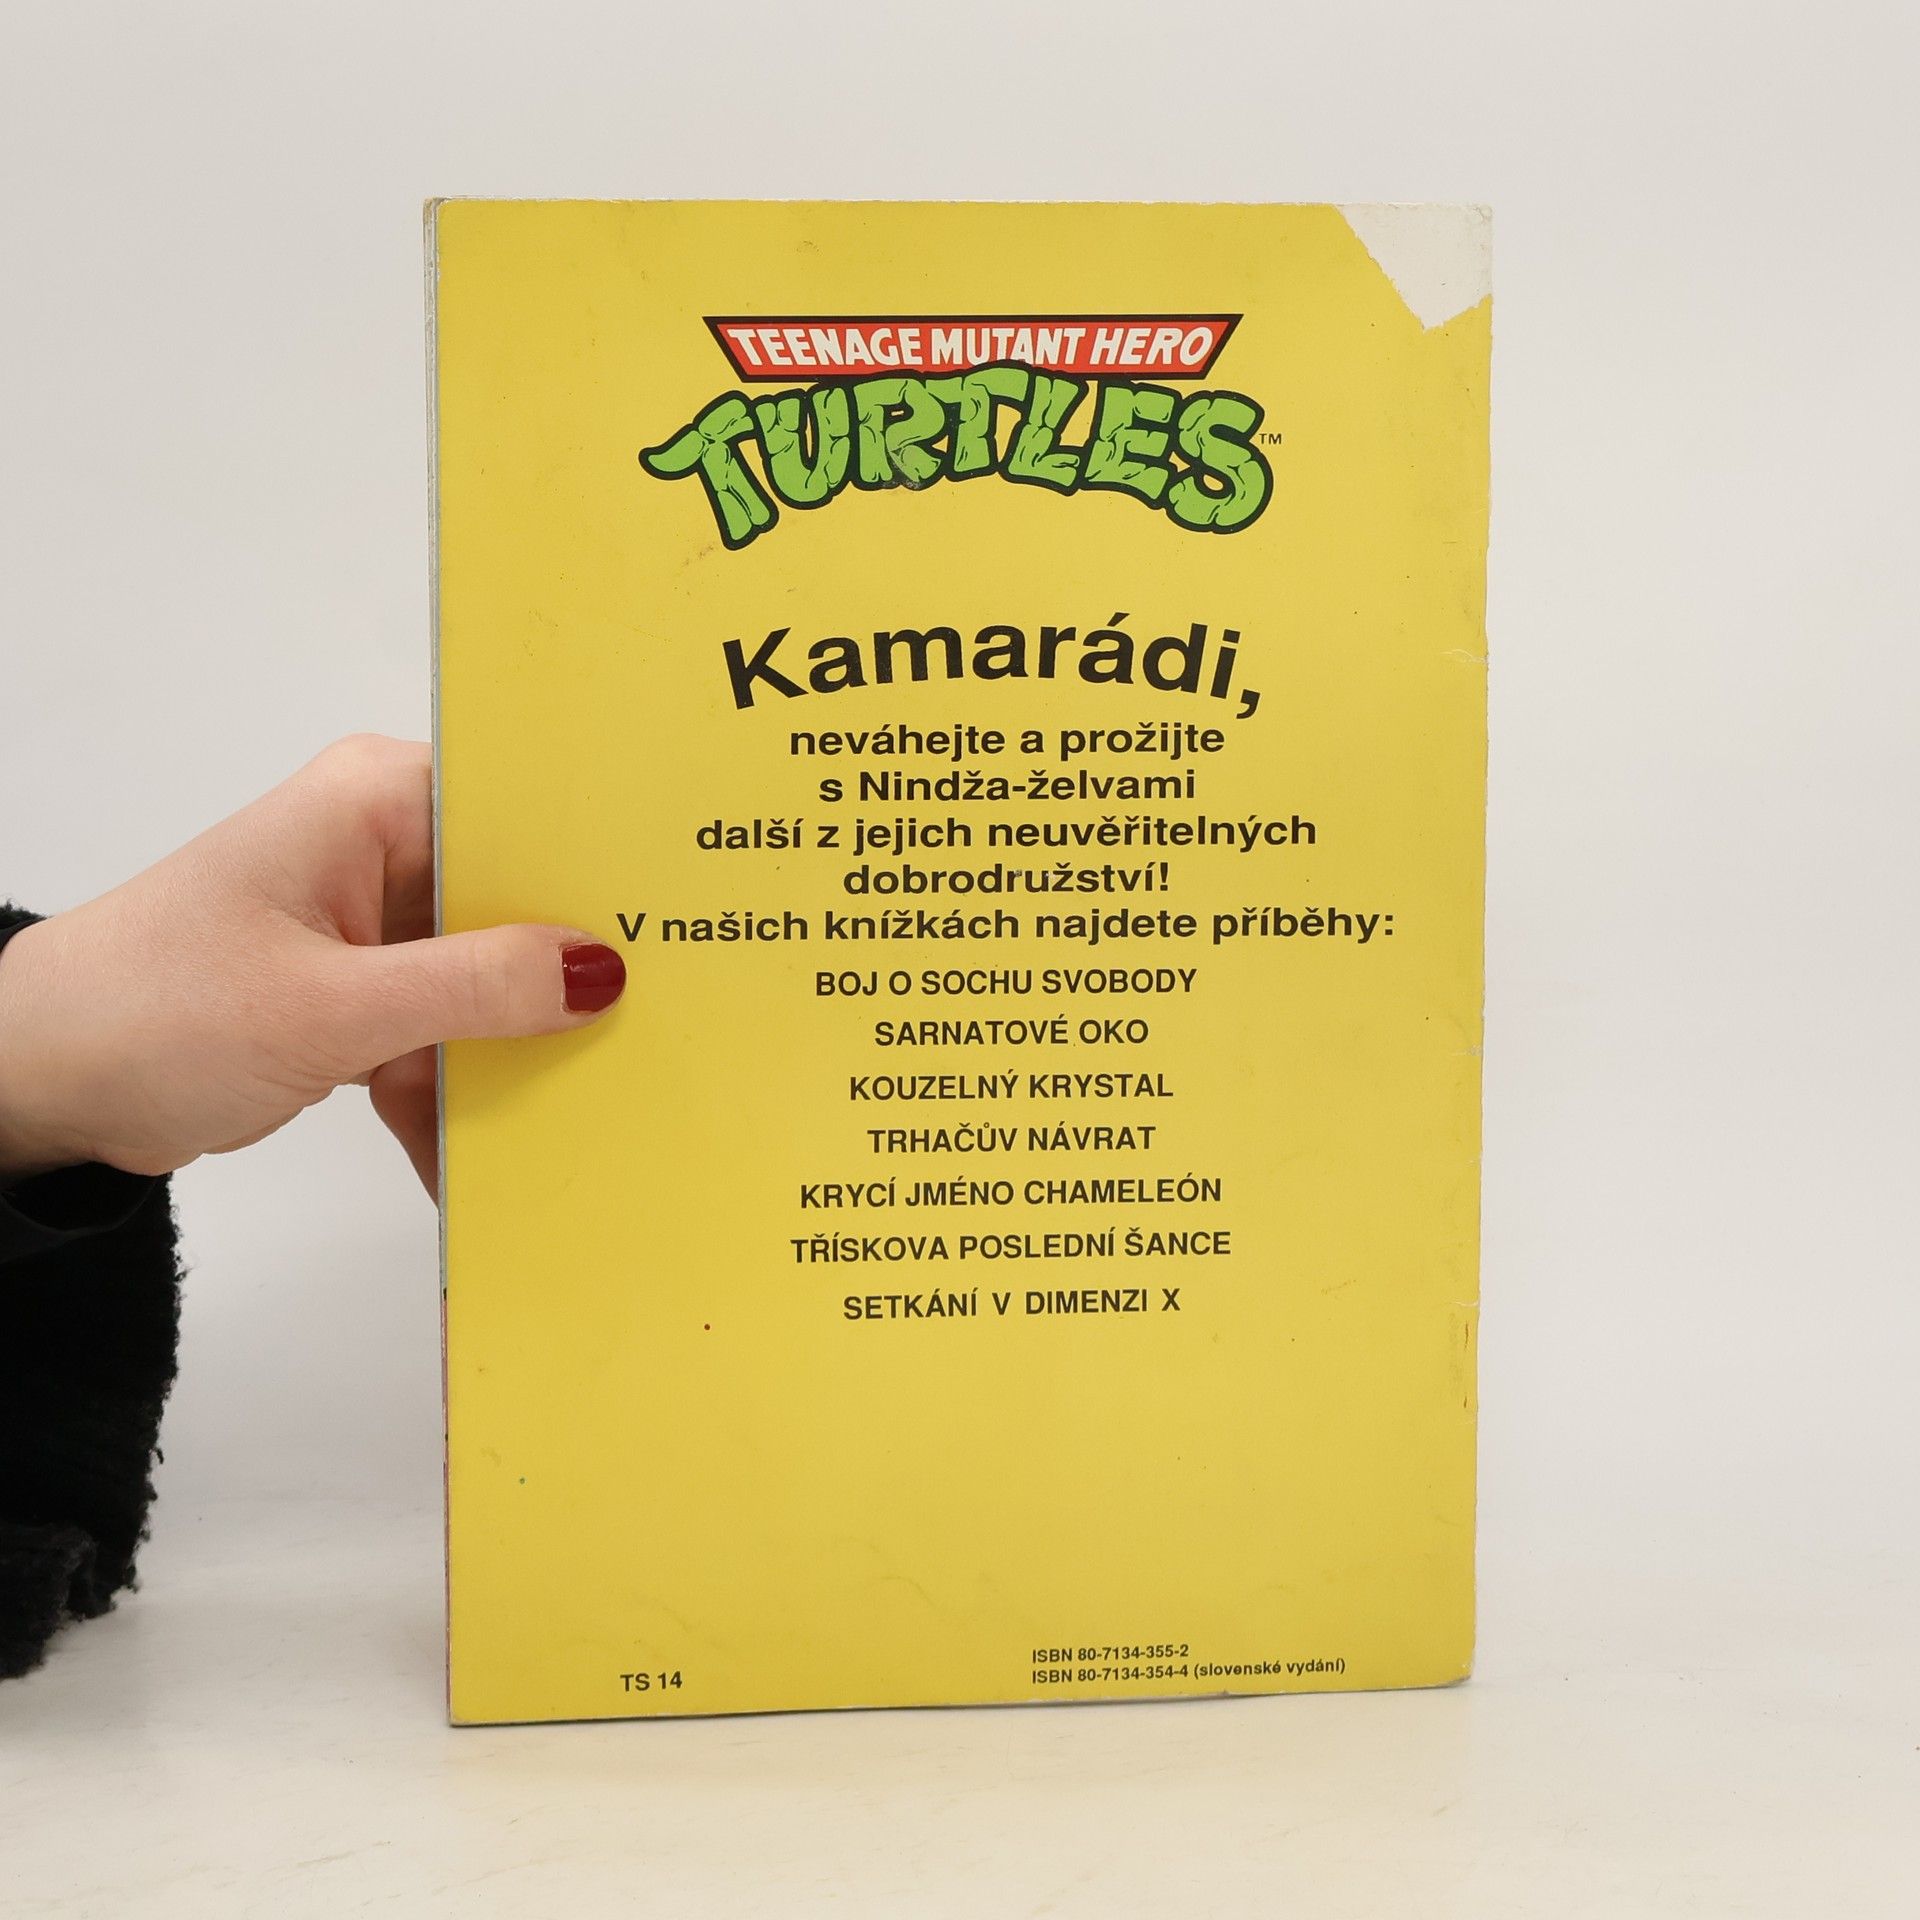 TEENAGE MUTANT HERO
TURTLES™
Kamarádi,
neváhejte a prožijte
s Nindža-želvami
další z jejich neuvěřitelných
dobrodružství!
V našich knížkách najdete příběhy:
BOJ O SOCHU SVOBODY
SARNATOVÉ OKO
KOUZELNÝ KRYSTAL
TRHAČŮV NÁVRAT
KRYCÍ JMÉNO CHAMELEÓN
TŘÍSKOVA POSLEDNÍ ŠANCE
SETKÁNÍ V DIMENZI X
TS 14
ISBN 80-7134-355-2
ISBN 80-7134-354-4 (slovenské vydání)